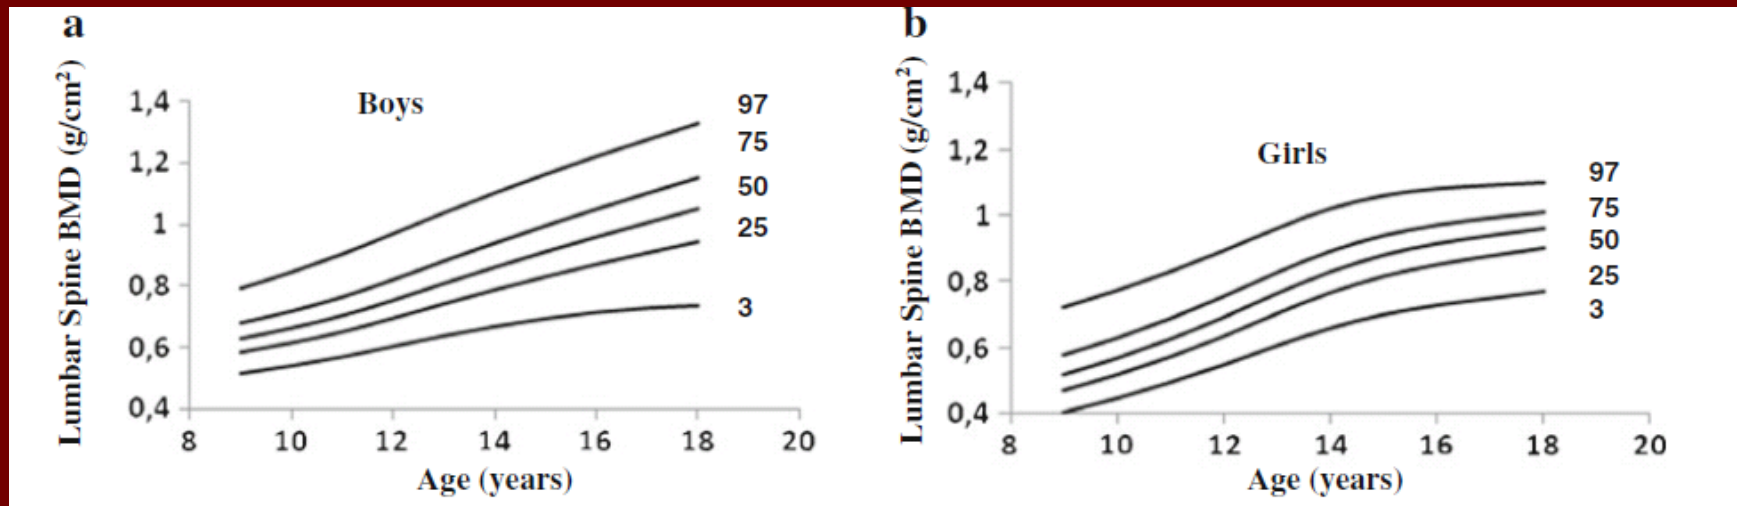 a
Boys
Lumbar Spine BMD (g/cm²)
1,4
1,2
1
0,8
0,6
0,4
8 10 12 14 16 18 20
Age (years)
97
75
50
25
3
b
Girls
Lumbar Spine BMD (g/cm²)
1,4
1,2
1
0,8
0,6
0,4
8 10 12 14 16 18 20
Age (years)
97
75
50
25
3